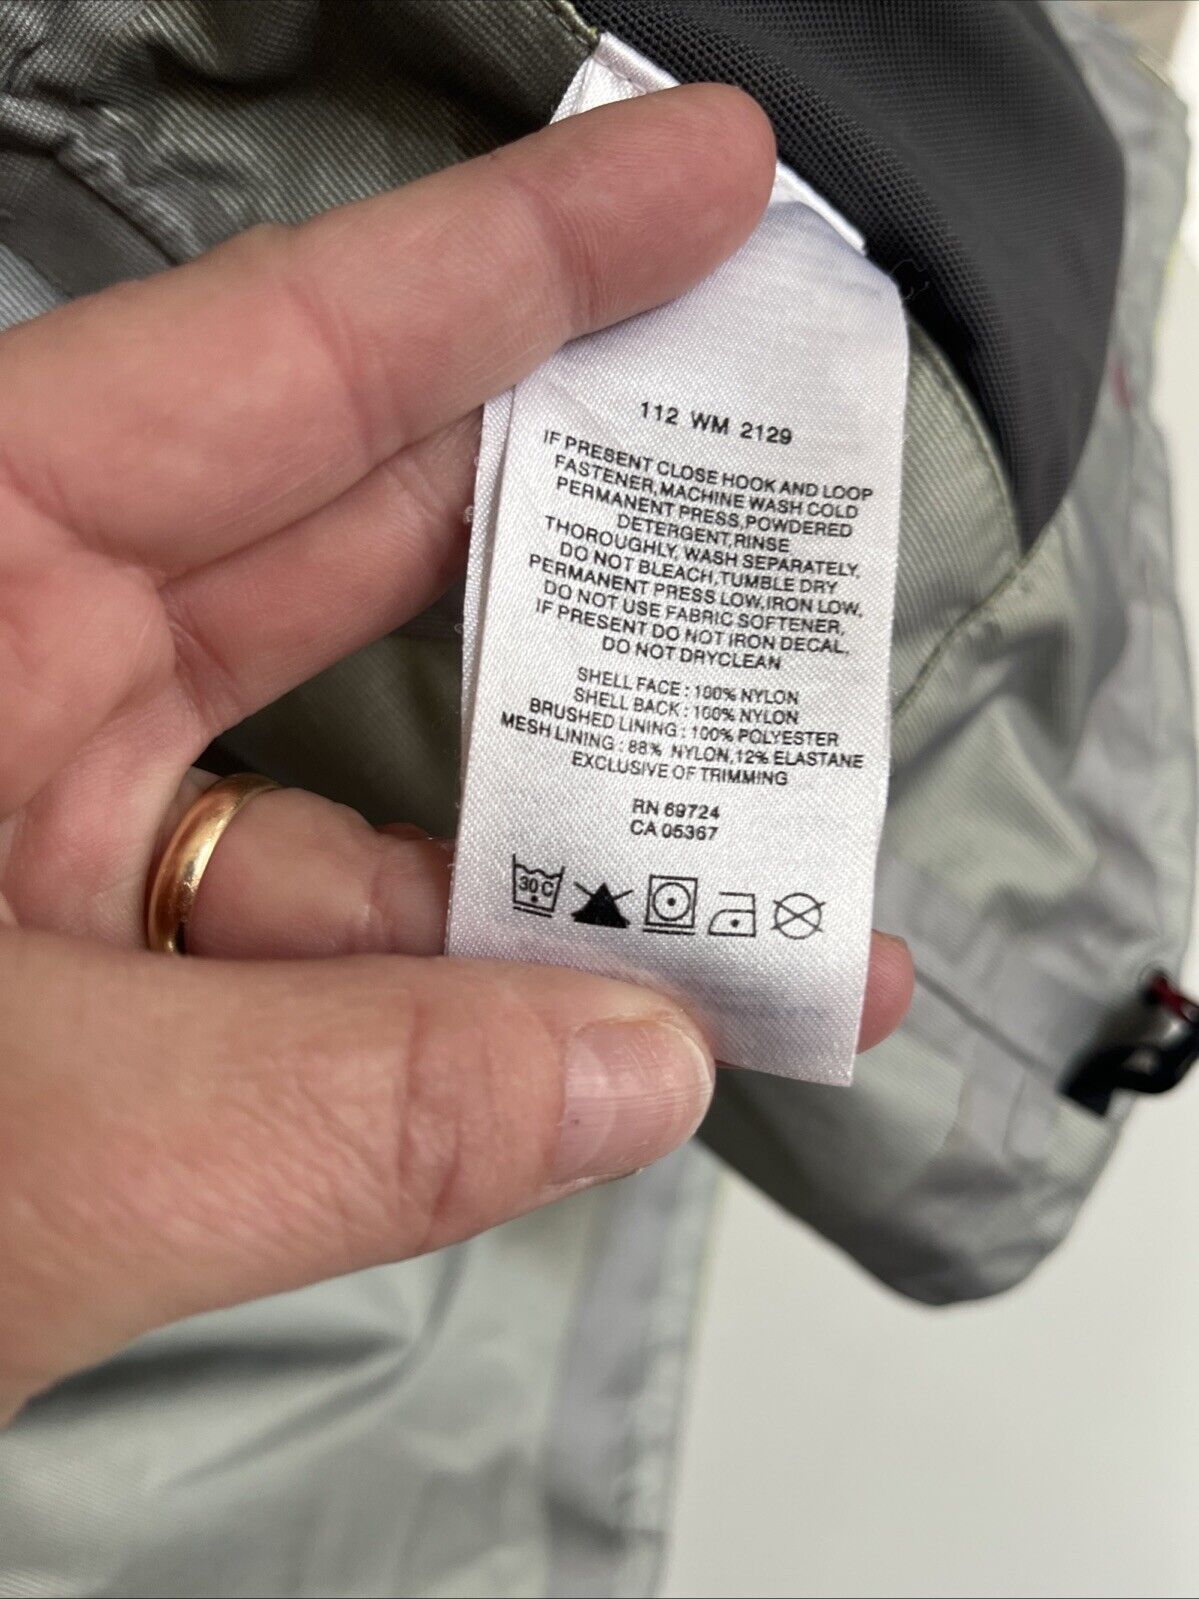 112 WM 2129
IF PRESENT CLOSE HOOK AND LOOP
FASTENER,MACHINE WASH COLD
PERMANENT PRESS,POWDERED
DETERGENT,RINSE
THOROUGHLY, WASH SEPARATELY,
DO NOT BLEACH,TUMBLE DRY
PERMANENT PRESS LOW,IRON LOW,
DO NOT USE FABRIC SOFTENER,
IF PRESENT DO NOT IRON DECAL,
DO NOT DRYCLEAN
SHELL FACE : 100% NYLON
SHELL BACK : 100% NYLON
BRUSHED LINING : 100% POLYESTER
MESH LINING : 88% NYLON,12% ELASTANE
EXCLUSIVE OF TRIMMING
RN 69724
CA 05367
30 C